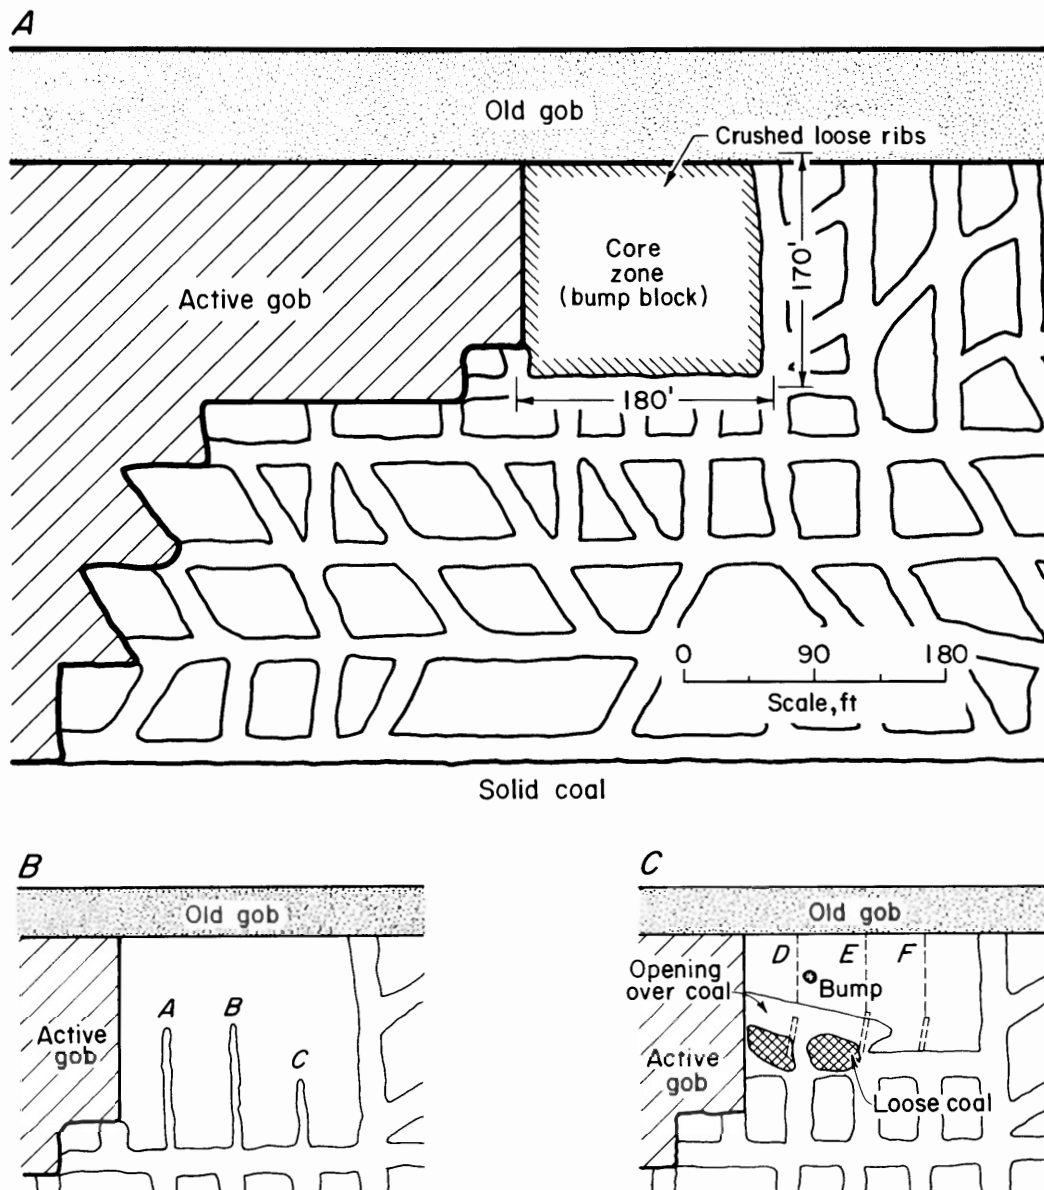 A
Old gob
Crushed loose ribs
Core
zone
(bump block)
170'
Active gob
180'
0 90 180
Scale, ft
Solid coal
B
Old gob
A
B
C
Active
gob
C
Old gob
D E F
Opening
over coal
Bump
Active
gob
Loose coal